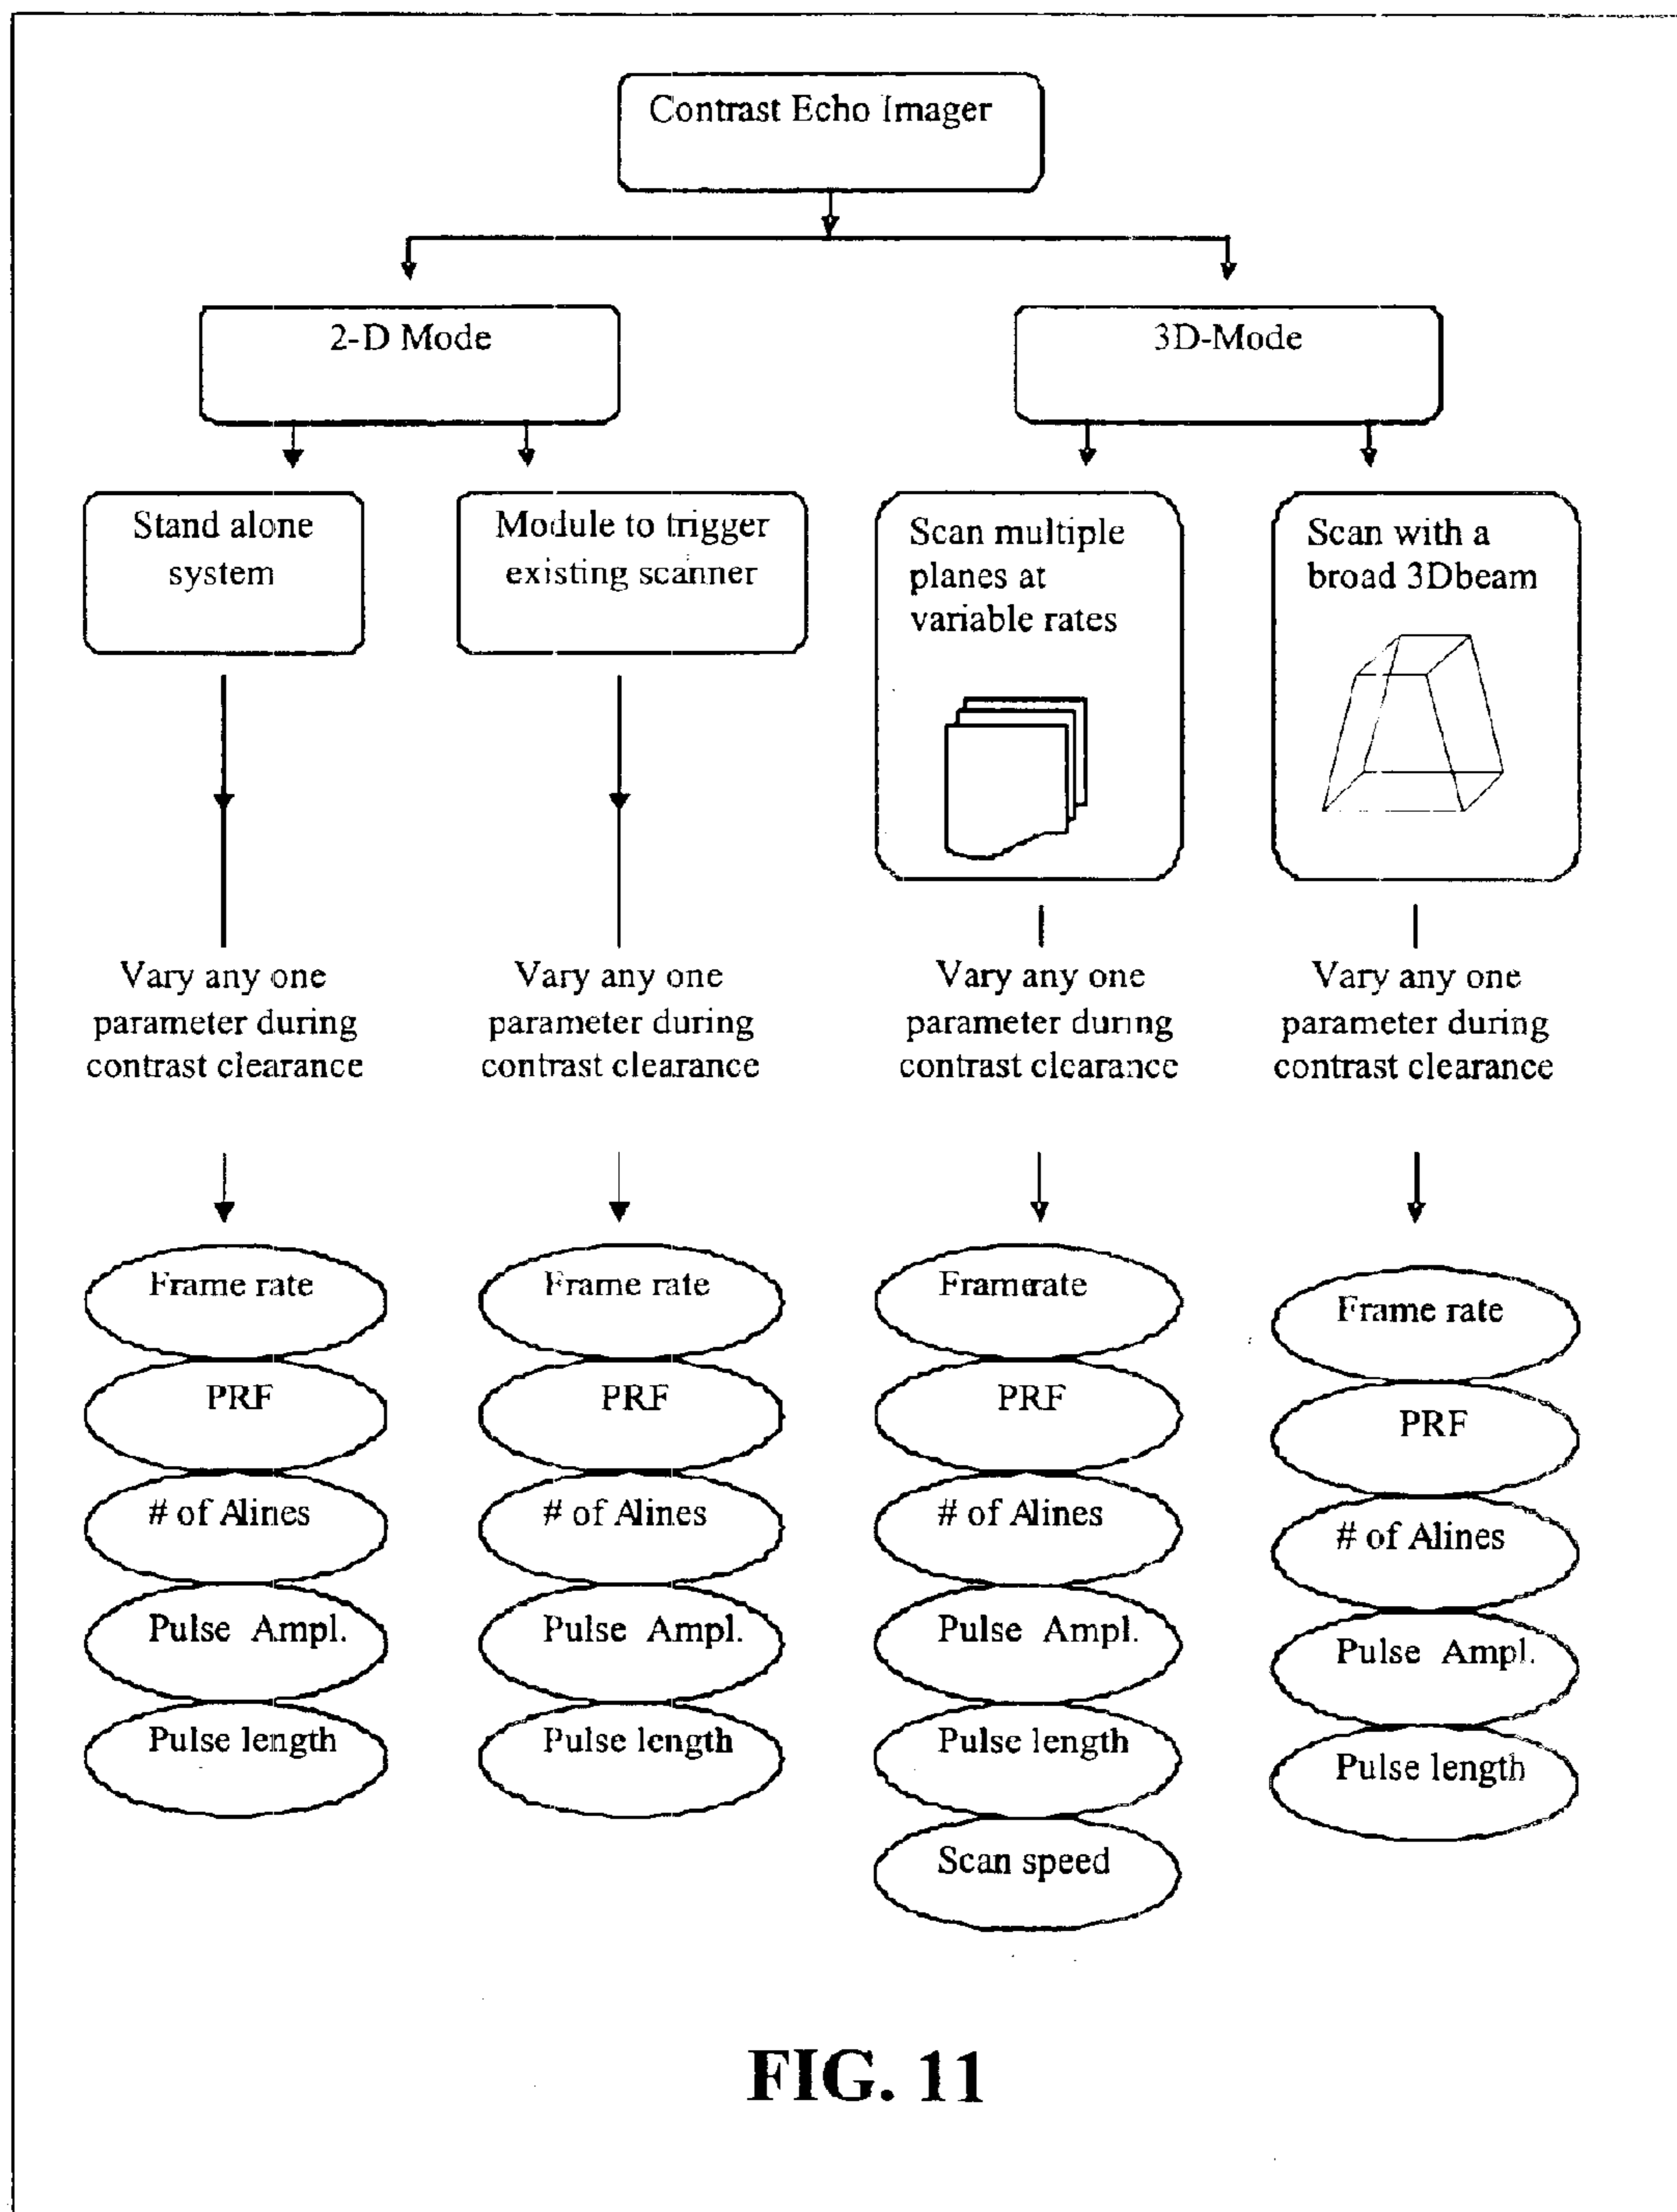 Contrast Echo Imager
2-D Mode
3D-Mode
Stand alone
system
Module to trigger
existing scanner
Scan multiple
planes at
variable rates
Scan with a
broad 3Dbeam
Vary any one
parameter during
contrast clearance
Vary any one
parameter during
contrast clearance
Vary any one
parameter during
contrast clearance
Vary any one
parameter during
contrast clearance
Frame rate
PRF
# of Alines
Pulse Ampl.
Pulse length
Frame rate
PRF
# of Alines
Pulse Ampl.
Pulse length
Framerate
PRF
# of Alines
Pulse Ampl.
Pulse length
Scan speed
Frame rate
PRF
# of Alines
Pulse Ampl.
Pulse length
FIG. 11